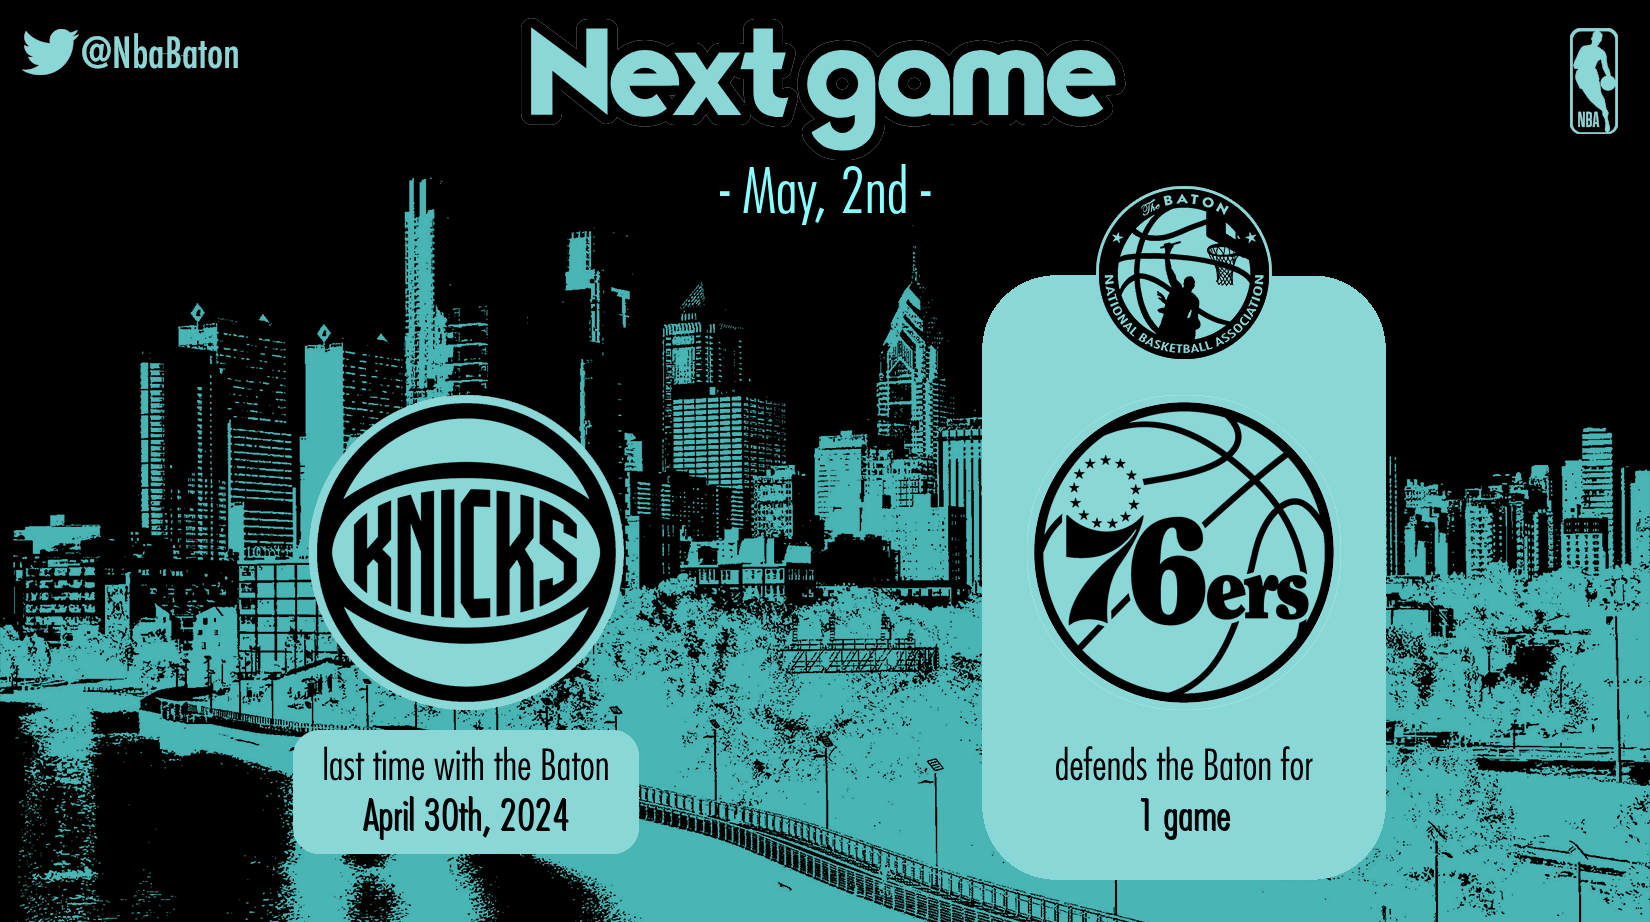 @NbaBaton
Next game
NBA
- May, 2nd -
The BATON
NATIONAL BASKETBALL ASSOCIATION
KNICKS
76ers
last time with the Baton
April 30th, 2024
defends the Baton for
1 game